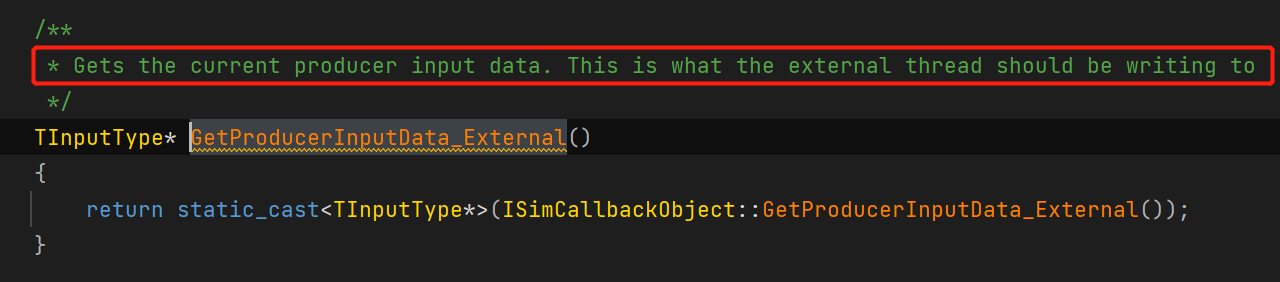 /**
 * Gets the current producer input data. This is what the external thread should be writing to
 */
TInputType* GetProducerInputData_External()
{
    return static_cast<TInputType*>(ISimCallbackObject::GetProducerInputData_External());
}